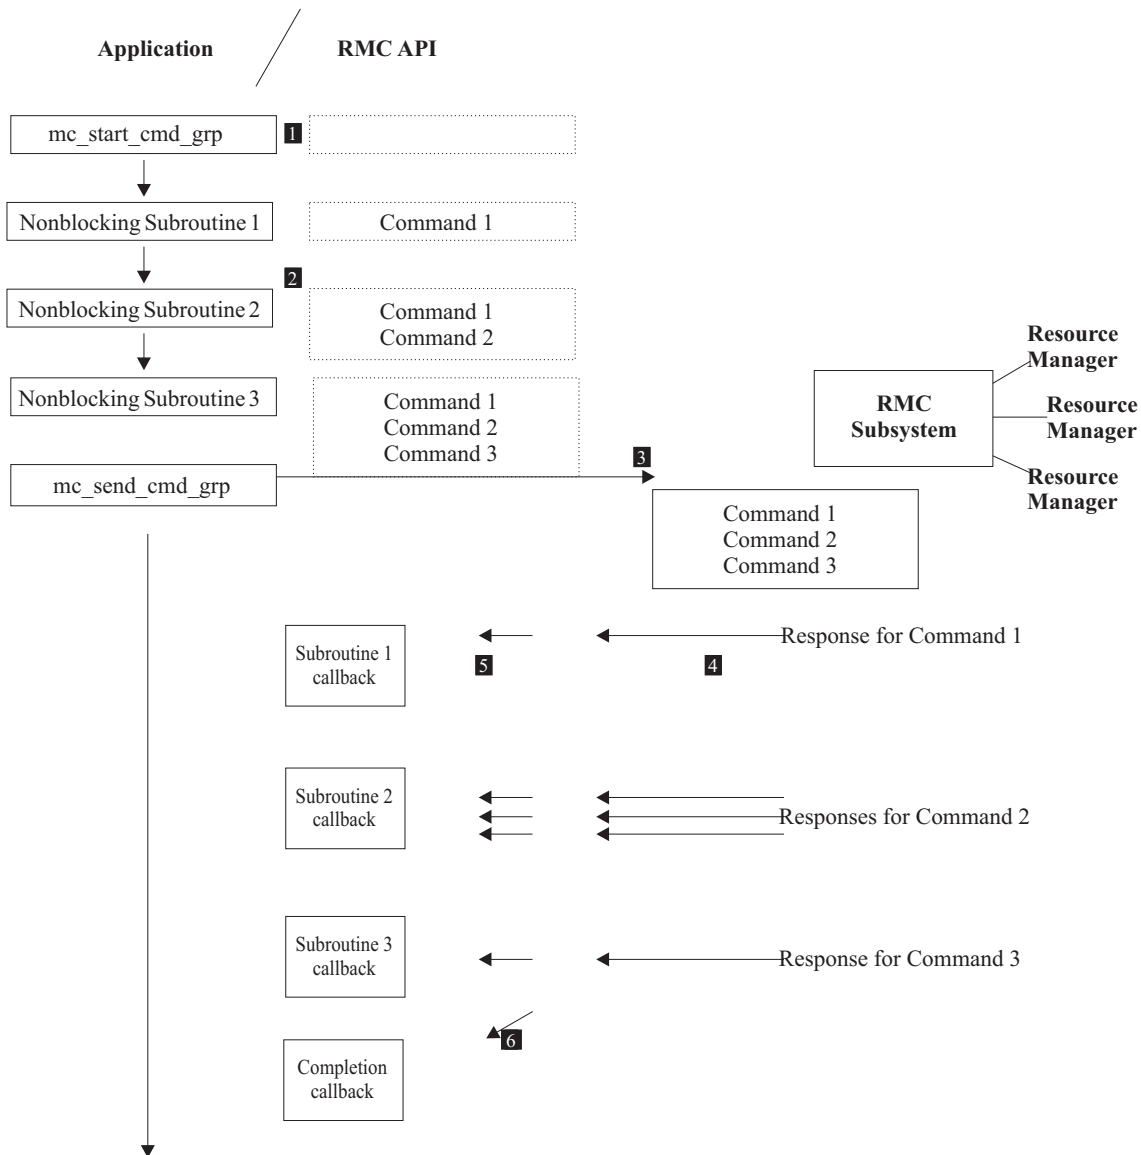 Application
RMC API
mc_start_cmd_grp
1
Nonblocking Subroutine 1
Command 1
2
Nonblocking Subroutine 2
Command 1
Command 2
Nonblocking Subroutine 3
Command 1
Command 2
Command 3
RMC
Subsystem
Resource
Manager
Resource
Manager
Resource
Manager
mc_send_cmd_grp
3
Command 1
Command 2
Command 3
Subroutine 1
callback
5
4
Response for Command 1
Subroutine 2
callback
Responses for Command 2
Subroutine 3
callback
Response for Command 3
6
Completion
callback